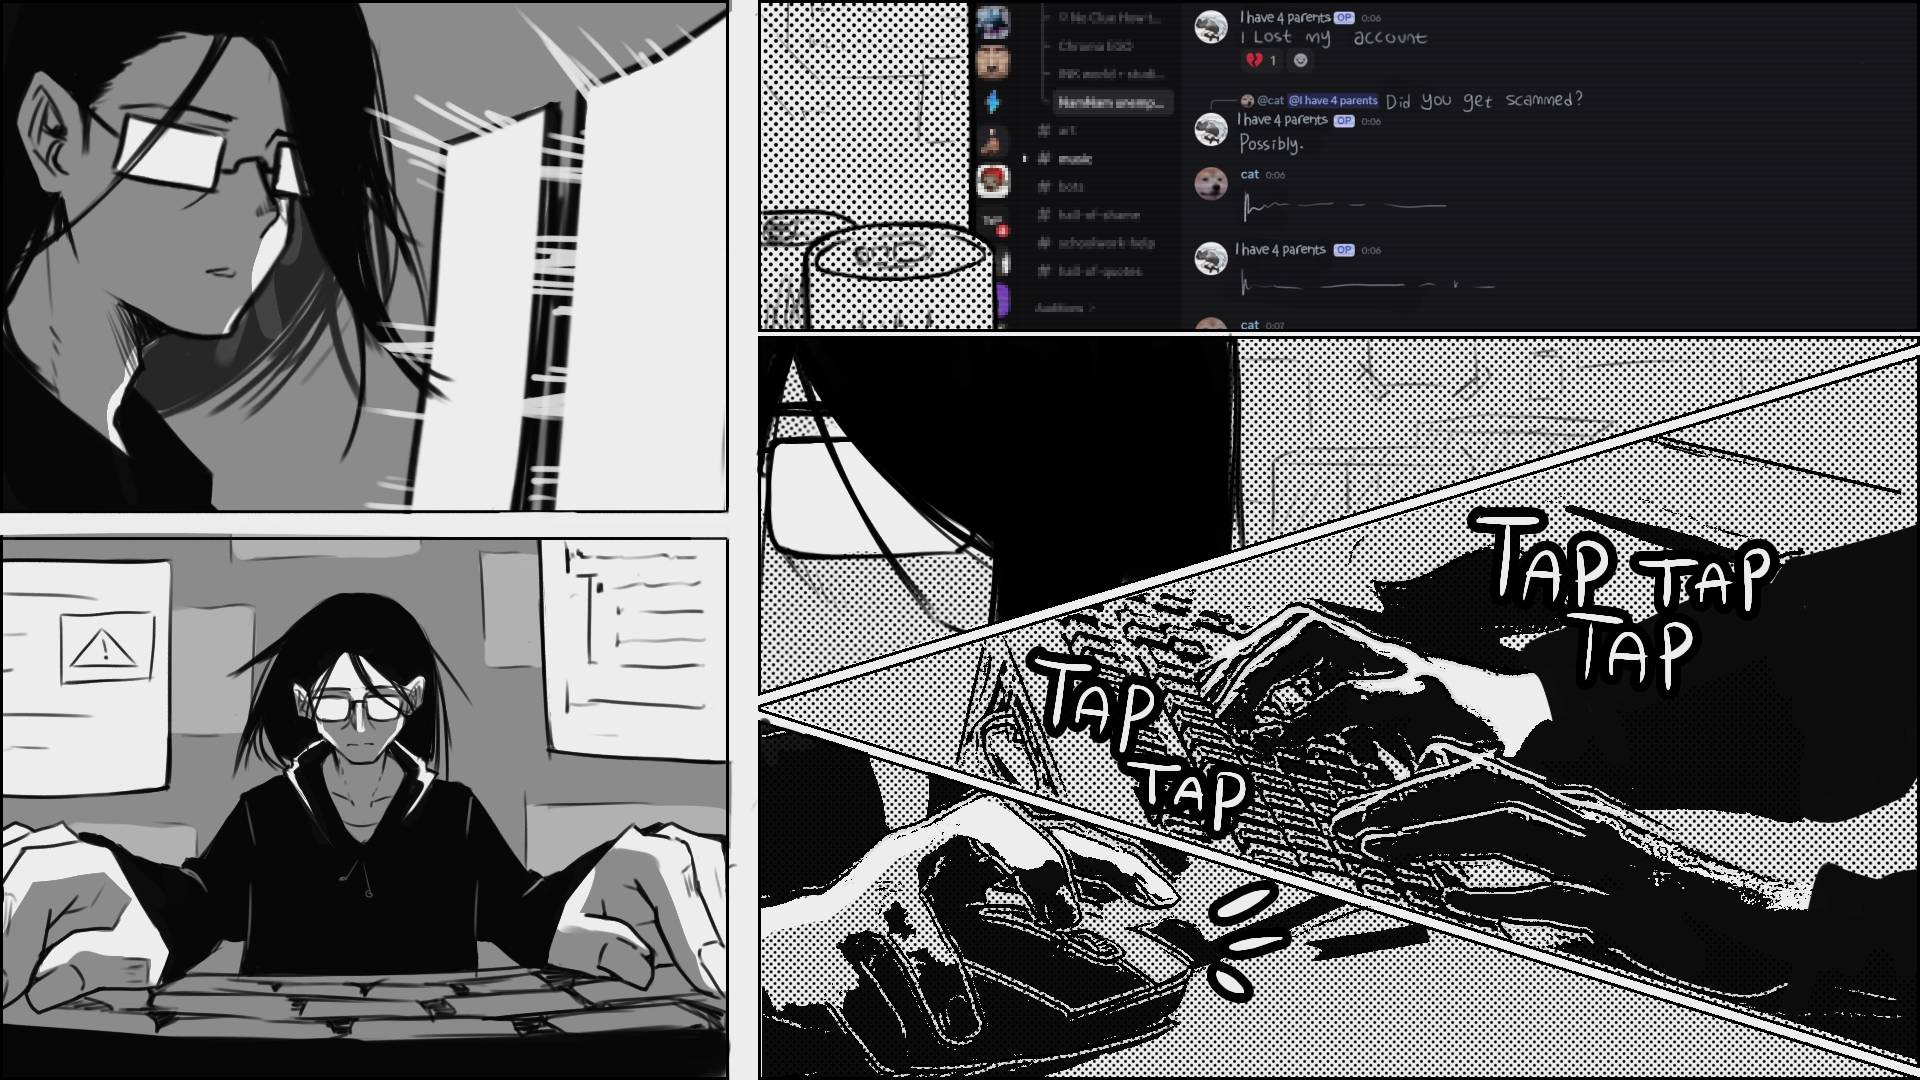 No Clue How t...
Chroma EGO
INK world - studi...
NamNam unemp...
# art
# music
# bots
# hall-of-shame
# schoolwork-help
# hall-of-quotes
Auditions >
I have 4 parents OP 0:06
I Lost my account
1
@cat @I have 4 parents Did you get scammed?
I have 4 parents OP 0:06
Possibly.
cat 0:06
I have 4 parents OP 0:06
cat 0:07
!
TAP TAP
TAP
TAP
TAP